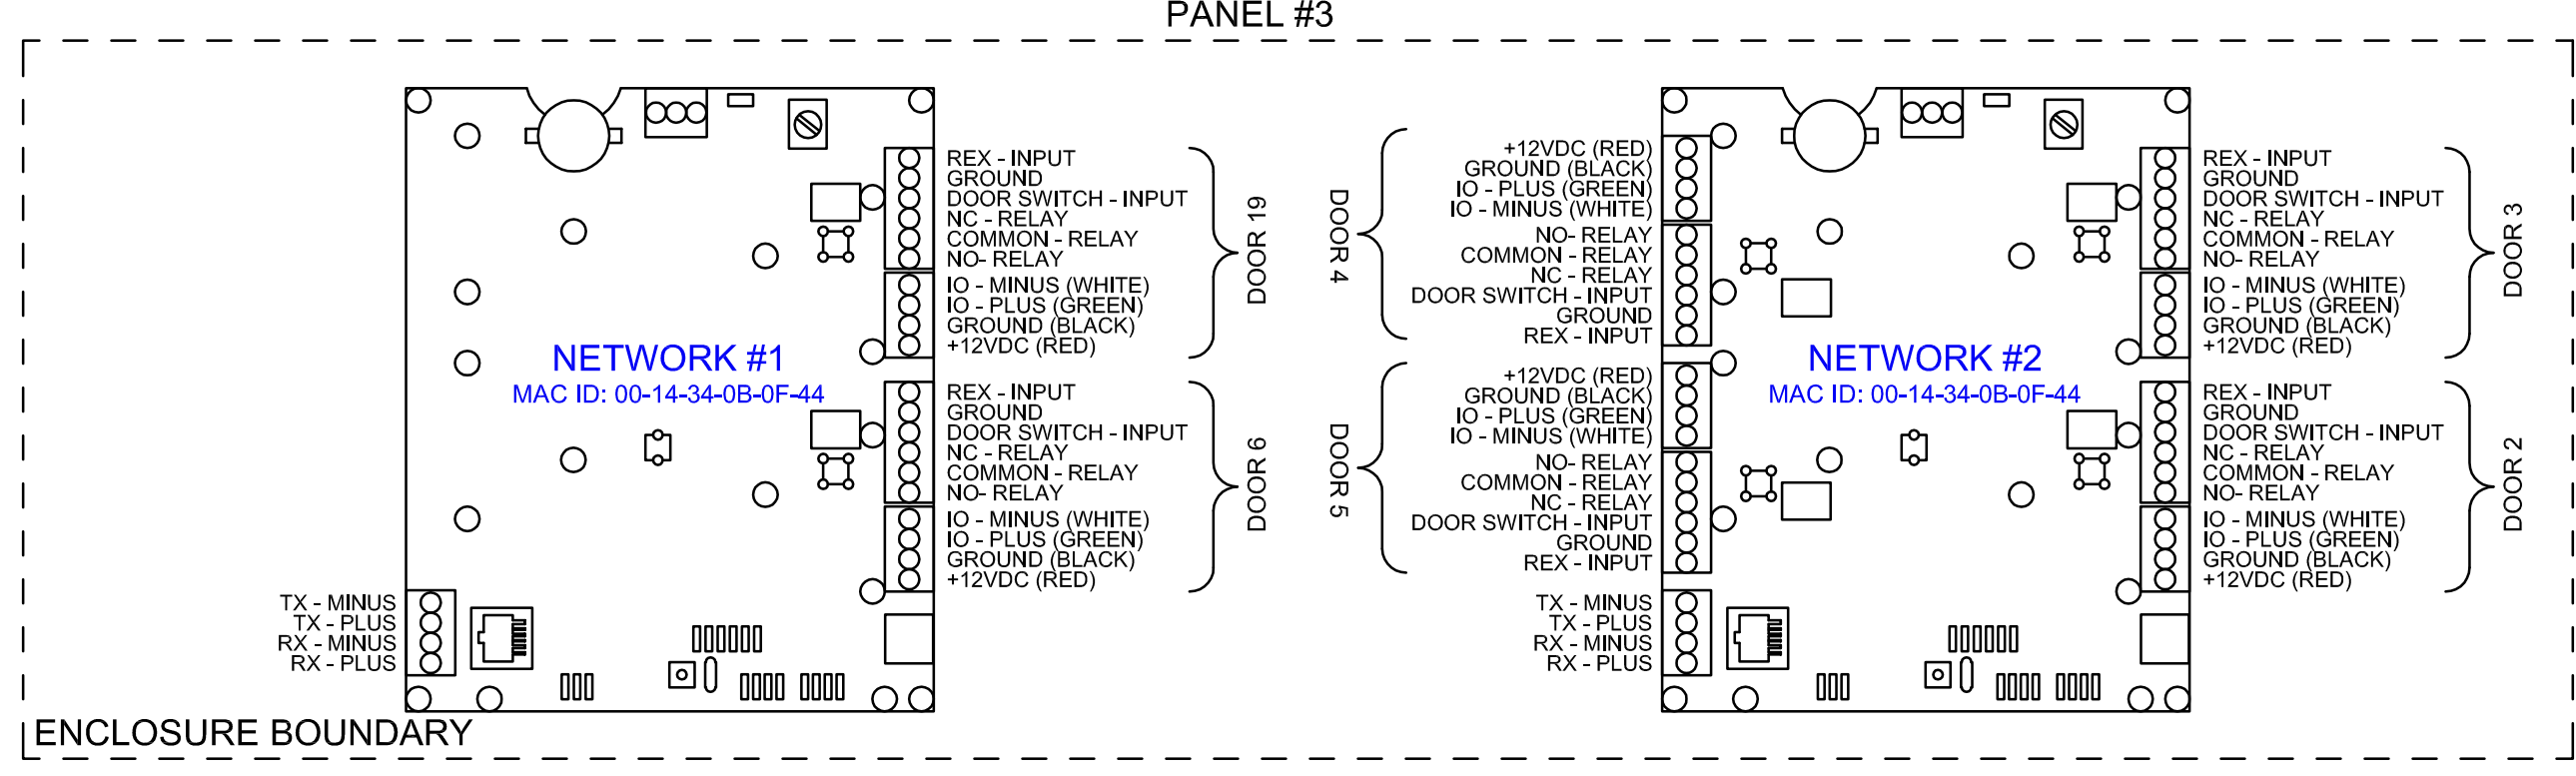 PANEL #3
REX - INPUT
GROUND
DOOR SWITCH - INPUT
NC - RELAY
COMMON - RELAY
NO- RELAY
IO - MINUS (WHITE)
IO - PLUS (GREEN)
GROUND (BLACK)
+12VDC (RED)
DOOR 19
NETWORK #1
MAC ID: 00-14-34-0B-0F-44
REX - INPUT
GROUND
DOOR SWITCH - INPUT
NC - RELAY
COMMON - RELAY
NO- RELAY
IO - MINUS (WHITE)
IO - PLUS (GREEN)
GROUND (BLACK)
+12VDC (RED)
DOOR 6
TX - MINUS
TX - PLUS
RX - MINUS
RX - PLUS
DOOR 4
+12VDC (RED)
GROUND (BLACK)
IO - PLUS (GREEN)
IO - MINUS (WHITE)
NO- RELAY
COMMON - RELAY
NC - RELAY
DOOR SWITCH - INPUT
GROUND
REX - INPUT
DOOR 5
+12VDC (RED)
GROUND (BLACK)
IO - PLUS (GREEN)
IO - MINUS (WHITE)
NO- RELAY
COMMON - RELAY
NC - RELAY
DOOR SWITCH - INPUT
GROUND
REX - INPUT
TX - MINUS
TX - PLUS
RX - MINUS
RX - PLUS
NETWORK #2
MAC ID: 00-14-34-0B-0F-44
REX - INPUT
GROUND
DOOR SWITCH - INPUT
NC - RELAY
COMMON - RELAY
NO- RELAY
IO - MINUS (WHITE)
IO - PLUS (GREEN)
GROUND (BLACK)
+12VDC (RED)
DOOR 3
REX - INPUT
GROUND
DOOR SWITCH - INPUT
NC - RELAY
COMMON - RELAY
NO- RELAY
IO - MINUS (WHITE)
IO - PLUS (GREEN)
GROUND (BLACK)
+12VDC (RED)
DOOR 2
ENCLOSURE BOUNDARY